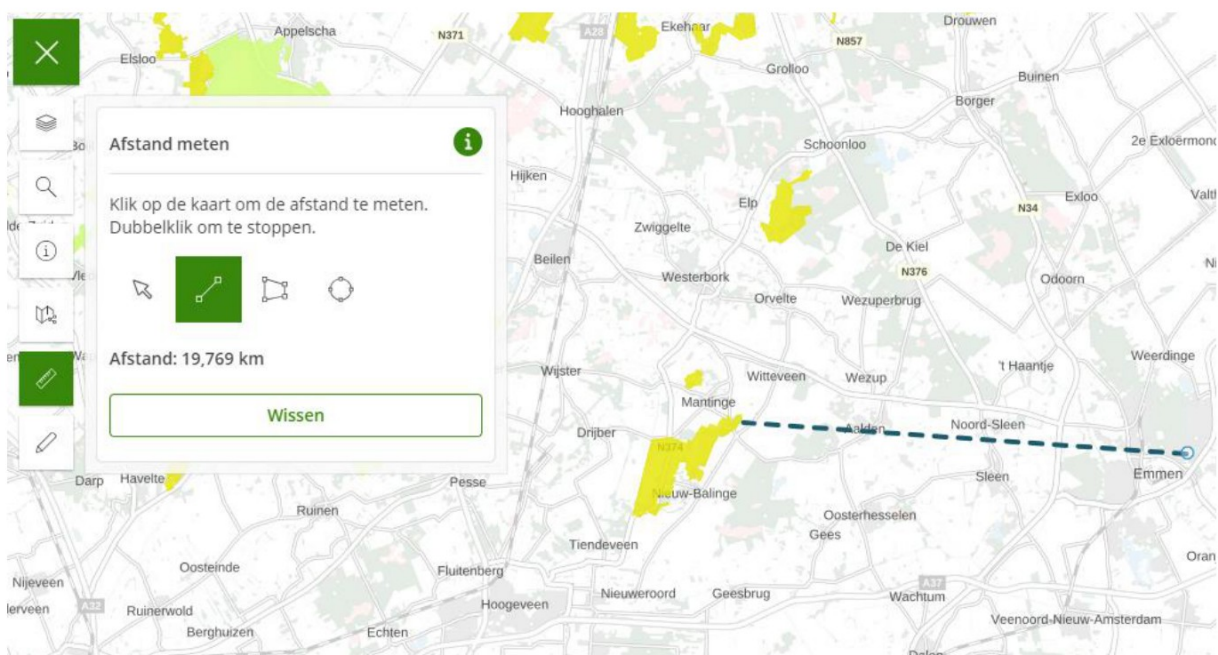 Appelscha
N371
A28
Ekehaar
Drouwen
N857
Elsloo
Grolloo
Buinen
Hooghalen
Borger
Afstand meten
Schoonloo
2e Exloërmond
Hijken
Klik op de kaart om de afstand te meten.
Dubbelklik om te stoppen.
Elp
N34
Exloo
Zwiggelte
De Kiel
Beilen
Westerbork
N376
Odoorn
Orvelte
Wezuperbrug
Afstand: 19,769 km
Wijster
Witteveen
Wezup
't Haantje
Weerdinge
Wissen
Mantinge
Drijber
N374
Aalden
Noord-Sleen
Darp
Havelte
Pesse
Nieuw-Balinge
Sleen
Emmen
Ruinen
Oosterhesselen
Gees
Tiendeveen
Oosteinde
Fluitenberg
Nijeveen
A32
Ruinerwold
Hoogeveen
Nieuweroord
Geesbrug
A37
Wachtum
Berghuizen
Echten
Veenoord-Nieuw-Amsterdam